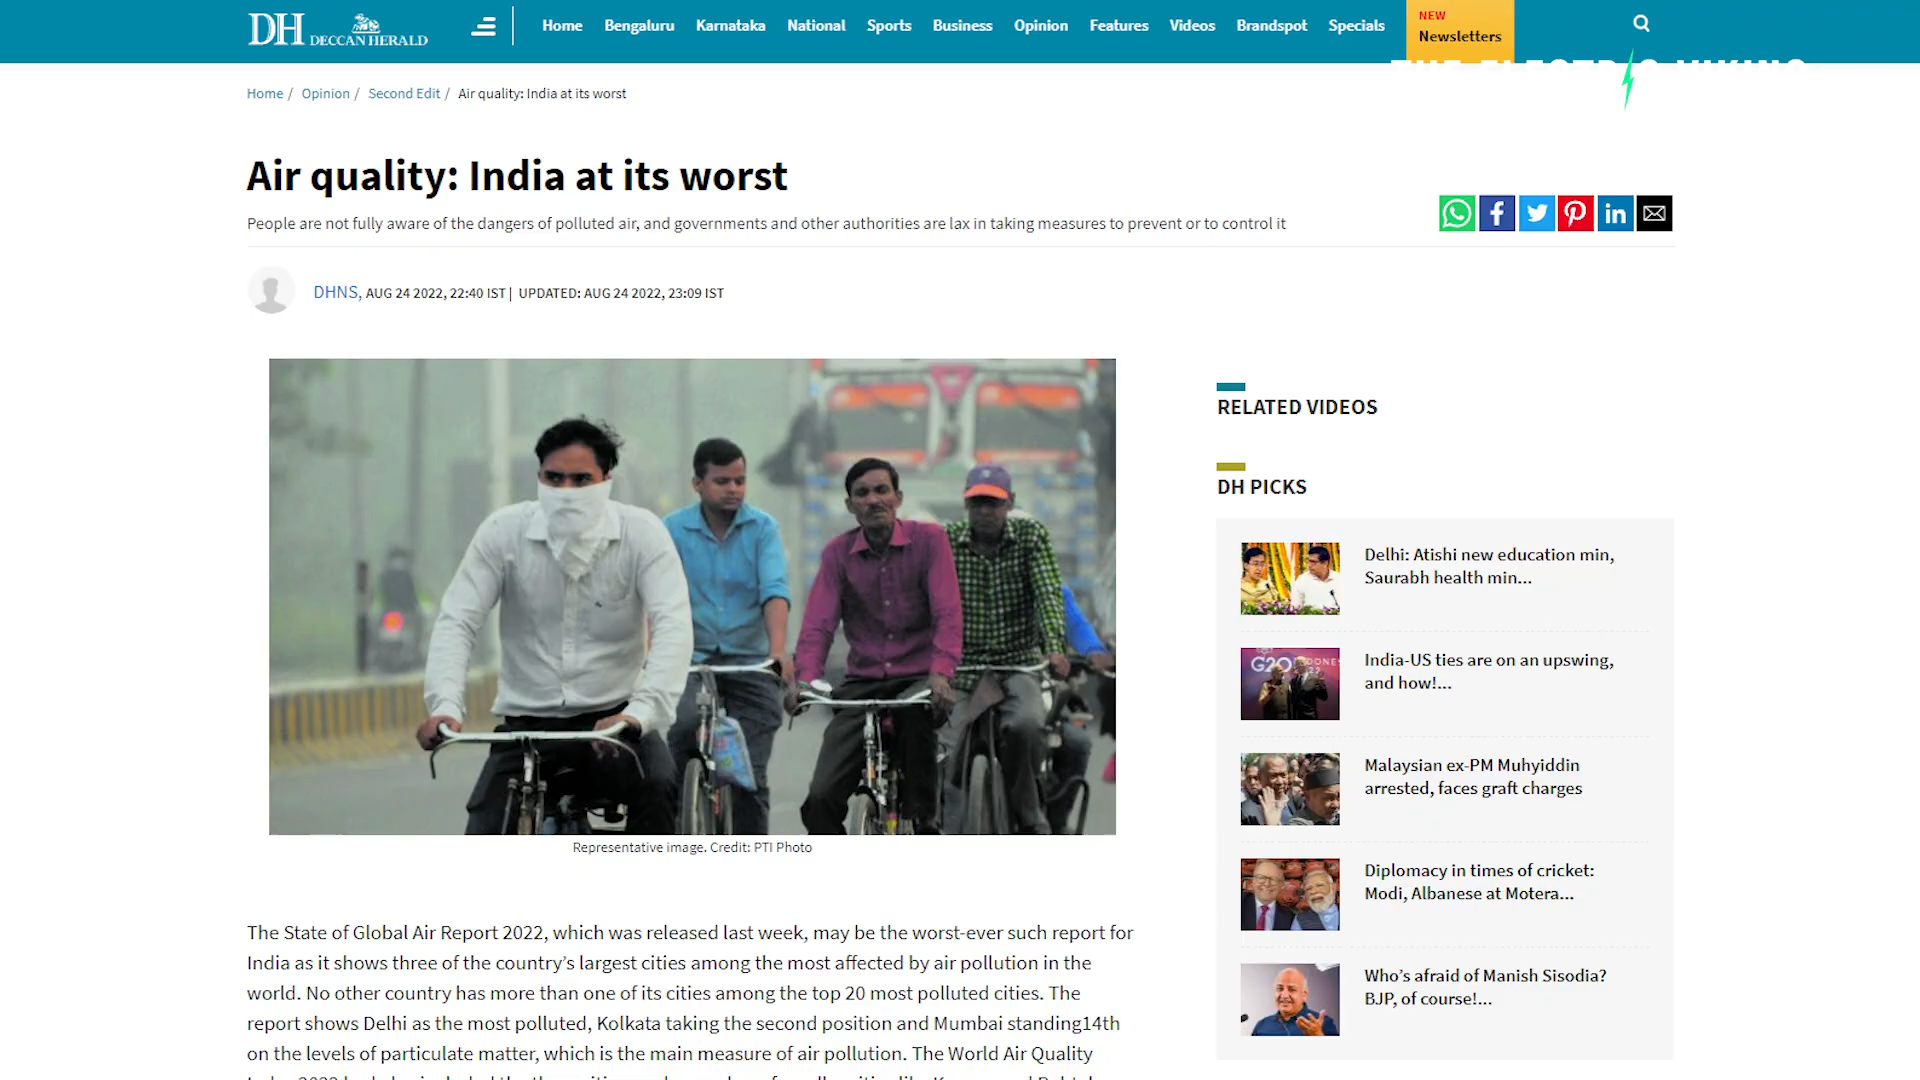 DH DECCAN HERALD
Home Bengaluru Karnataka National Sports Business Opinion Features Videos Brandspot Specials
NEW
Newsletters
THE ELECTRIC VIKING
Home / Opinion / Second Edit / Air quality: India at its worst
Air quality: India at its worst
People are not fully aware of the dangers of polluted air, and governments and other authorities are lax in taking measures to prevent or to control it
DHNS, AUG 24 2022, 22:40 IST | UPDATED: AUG 24 2022, 23:09 IST
Representative image. Credit: PTI Photo
The State of Global Air Report 2022, which was released last week, may be the worst-ever such report for
India as it shows three of the country’s largest cities among the most affected by air pollution in the
world. No other country has more than one of its cities among the top 20 most polluted cities. The
report shows Delhi as the most polluted, Kolkata taking the second position and Mumbai standing14th
on the levels of particulate matter, which is the main measure of air pollution. The World Air Quality
RELATED VIDEOS
DH PICKS
Delhi: Atishi new education min,
Saurabh health min...
G20
India-US ties are on an upswing,
and how!...
Malaysian ex-PM Muhyiddin
arrested, faces graft charges
Diplomacy in times of cricket:
Modi, Albanese at Motera...
Who’s afraid of Manish Sisodia?
BJP, of course!...